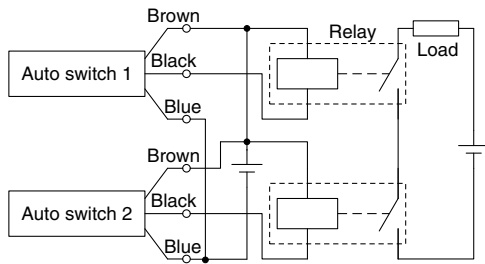 Brown
Relay
Auto switch 1
Black
Load
Blue
Brown
Auto switch 2
Black
Blue